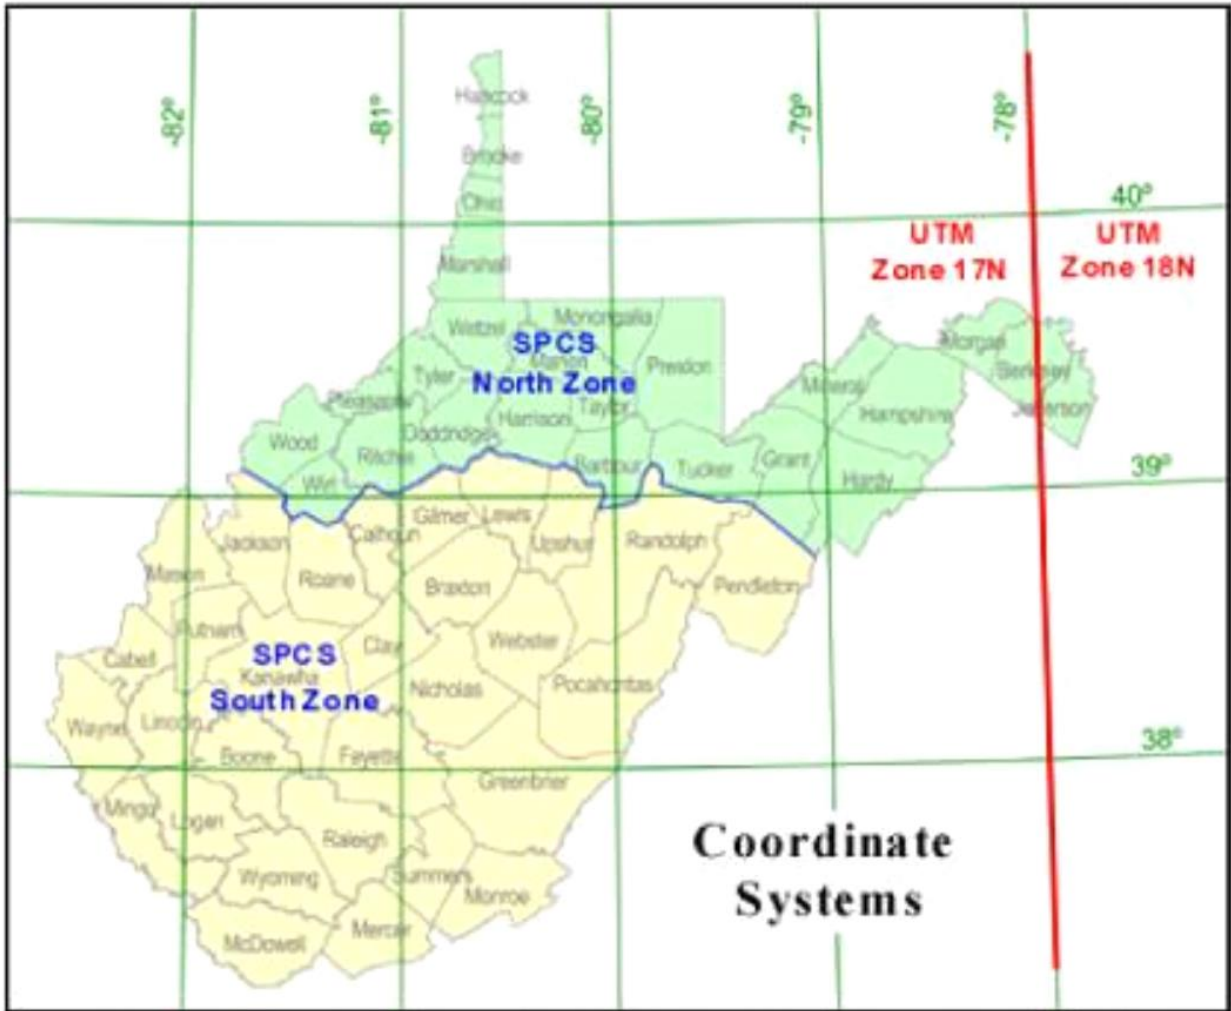 -82°
-81°
-80°
-79°
-78°
Hancock
Brooke
Ohio
40°
UTM
Zone 17N
UTM
Zone 18N
Marshall
Wetzel
Monongalia
SPCS
North Zone
Marion
Preston
Morgan
Berkeley
Jefferson
Tyler
Pleasants
Mineral
Hampshire
Taylor
Harrison
Doddridge
Wood
Ritchie
Wirt
Barbour
Tucker
Grant
Hardy
39°
Gilmer
Lewis
Calhoun
Jackson
Upshur
Randolph
Mason
Roane
Braxton
Pendleton
Putnam
Clay
Webster
Cabell
SPCS
South Zone
Kanawha
Nicholas
Pocahontas
Wayne
Lincoln
Boone
Fayette
38°
Greenbrier
Mingo
Logan
Raleigh
Coordinate
Systems
Wyoming
Summers
Monroe
McDowell
Mercer